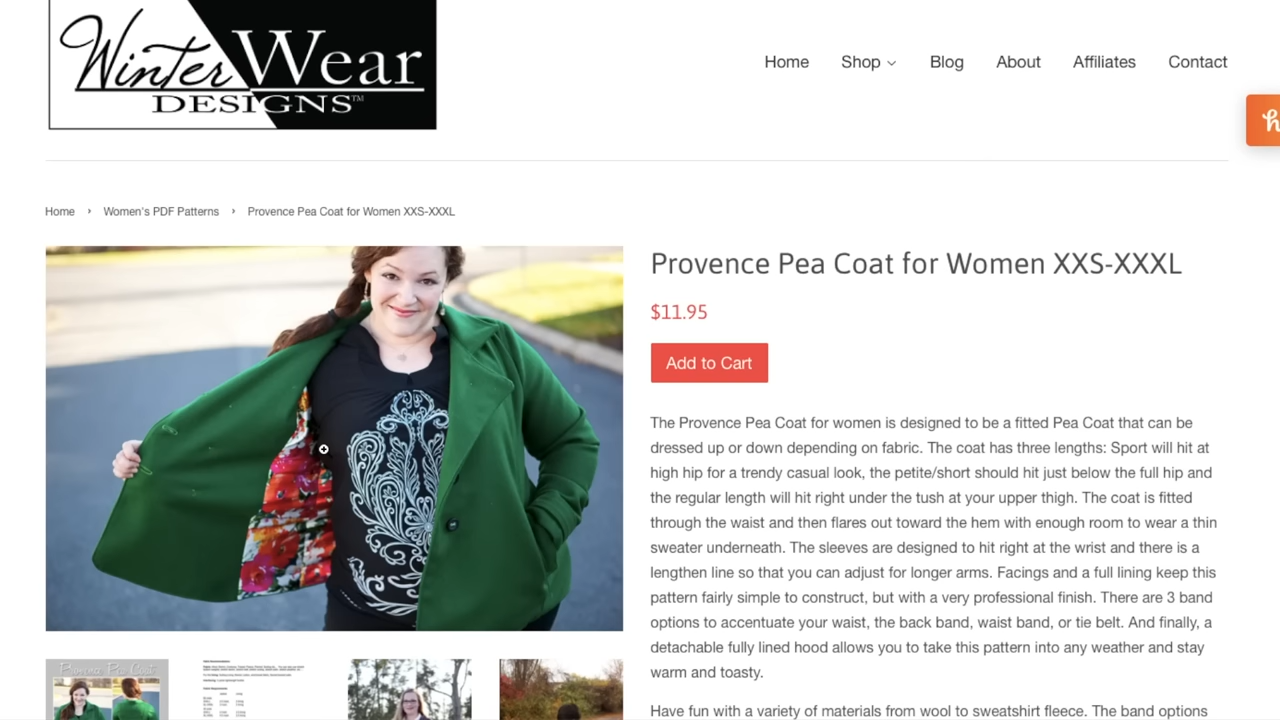 Winter Wear
DESIGNS™
Home Shop Blog About Affiliates Contact
h
Home › Women's PDF Patterns › Provence Pea Coat for Women XXS-XXXL
Provence Pea Coat for Women XXS-XXXL
$11.95
Add to Cart
The Provence Pea Coat for women is designed to be a fitted Pea Coat that can be
dressed up or down depending on fabric. The coat has three lengths: Sport will hit at
high hip for a trendy casual look, the petite/short should hit just below the full hip and
the regular length will hit right under the tush at your upper thigh. The coat is fitted
through the waist and then flares out toward the hem with enough room to wear a thin
sweater underneath. The sleeves are designed to hit right at the wrist and there is a
lengthen line so that you can adjust for longer arms. Facings and a full lining keep this
pattern fairly simple to construct, but with a very professional finish. There are 3 band
options to accentuate your waist, the back band, waist band, or tie belt. And finally, a
detachable fully lined hood allows you to take this pattern into any weather and stay
warm and toasty.
Have fun with a variety of materials from wool to sweatshirt fleece. The band options
Provence Pea Coat